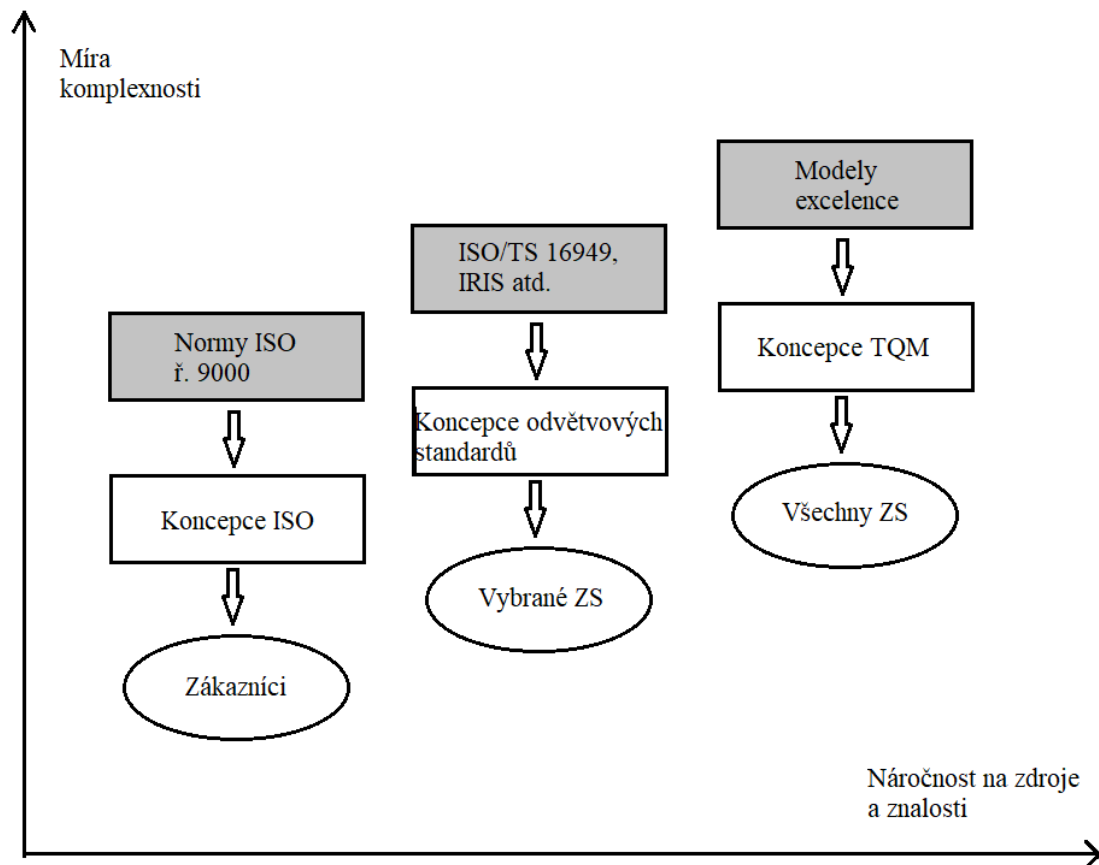 Míra
komplexnosti
Modely
excelence
ISO/TS 16949,
IRIS atd.
Normy ISO
ř. 9000
Koncepce TQM
Koncepce odvětvových
standardů
Koncepce ISO
Všechny ZS
Vybrané ZS
Zákazníci
Náročnost na zdroje
a znalosti